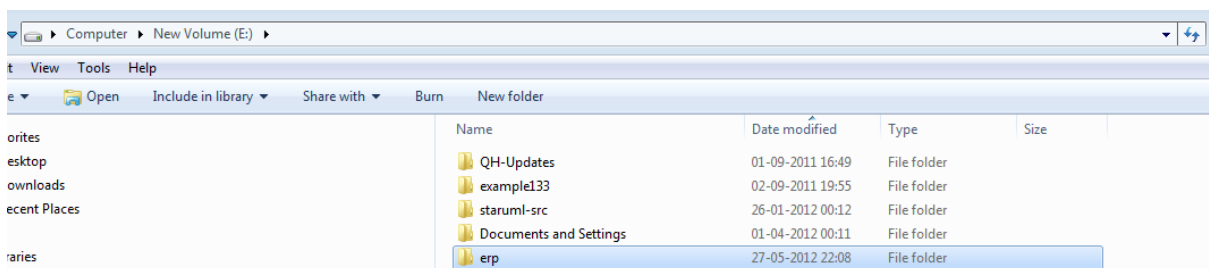 Computer New Volume (E:)
t View Tools Help
e Open Include in library Share with Burn New folder
Name Date modified Type Size
orites
esktop
ownloads
ecent Places
raries
QH-Updates 01-09-2011 16:49 File folder
example133 02-09-2011 19:55 File folder
staruml-src 26-01-2012 00:12 File folder
Documents and Settings 01-04-2012 00:11 File folder
erp 27-05-2012 22:08 File folder